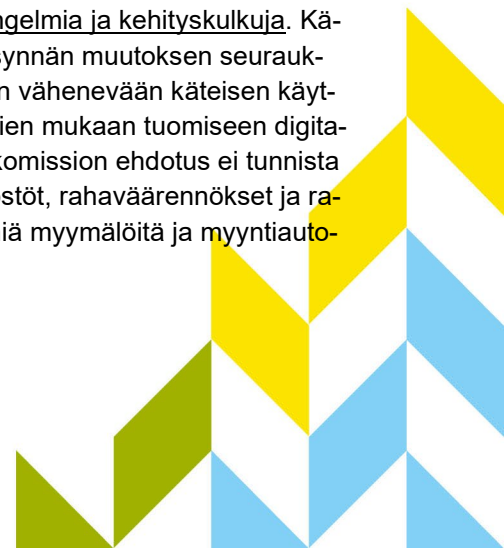 ngelmia ja kehityskulkuja. Kä-
synnän muutoksen seurauk-
n vähenevään käteisen käyt-
ien mukaan tuomiseen digita-
komission ehdotus ei tunnista
stöt, rahaväärennökset ja ra-
iä myymälöitä ja myyntiauto-